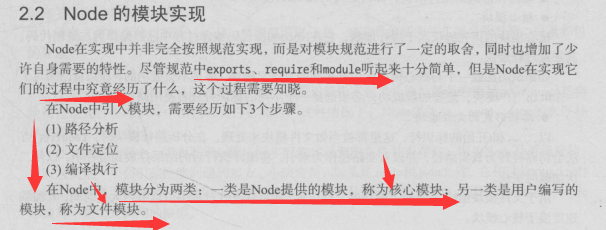 2.2 Node 的模块实现
Node在实现中并非完全按照规范实现，而是对模块规范进行了一定的取舍，同时也增加了少
许自身需要的特性。尽管规范中exports、require和module听起来十分简单，但是Node在实现它
们的过程中究竟经历了什么，这个过程需要知晓。
在Node中引入模块，需要经历如下3个步骤。
(1) 路径分析
(2) 文件定位
(3) 编译执行
在Node中，模块分为两类：一类是Node提供的模块，称为核心模块；另一类是用户编写的
模块，称为文件模块。